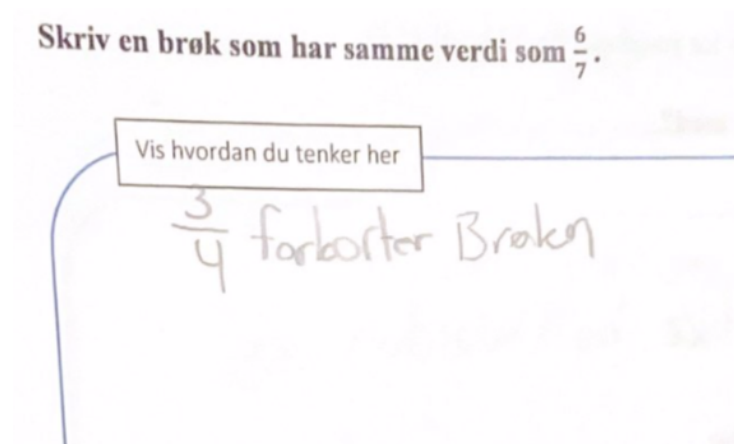 Skriv en brøk som har samme verdi som 6/7.
Vis hvordan du tenker her
3/4 forkorter Brøken